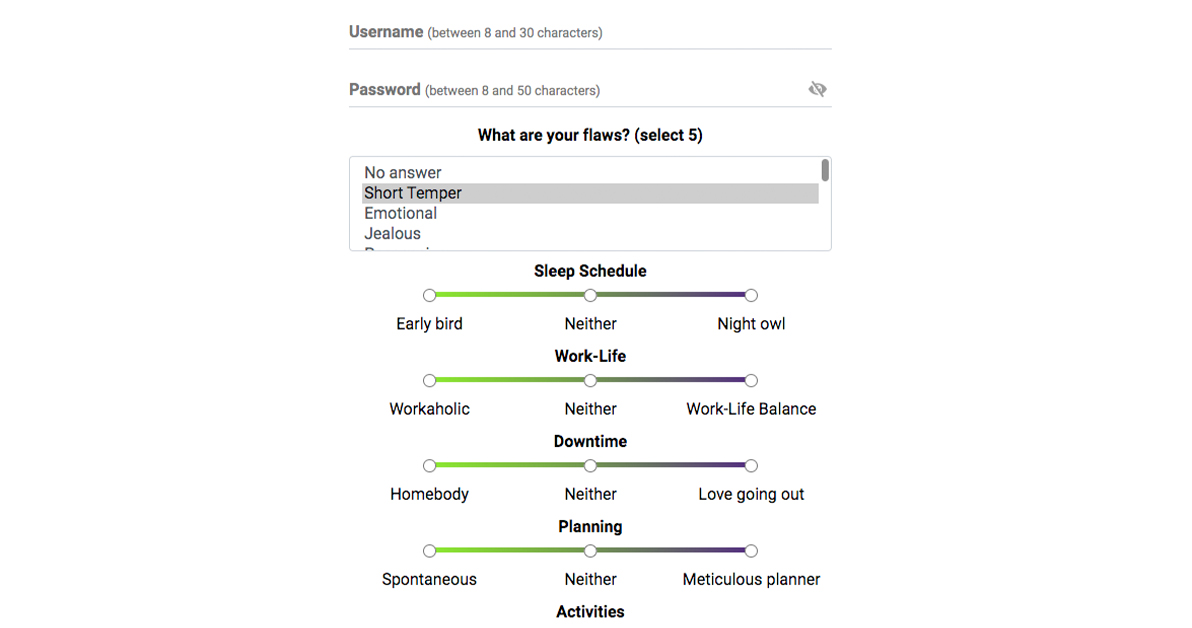 Username (between 8 and 30 characters)
Password (between 8 and 50 characters)
What are your flaws? (select 5)
No answer
Short Temper
Emotional
Jealous
Sleep Schedule
Early bird Neither Night owl
Work-Life
Workaholic Neither Work-Life Balance
Downtime
Homebody Neither Love going out
Planning
Spontaneous Neither Meticulous planner
Activities